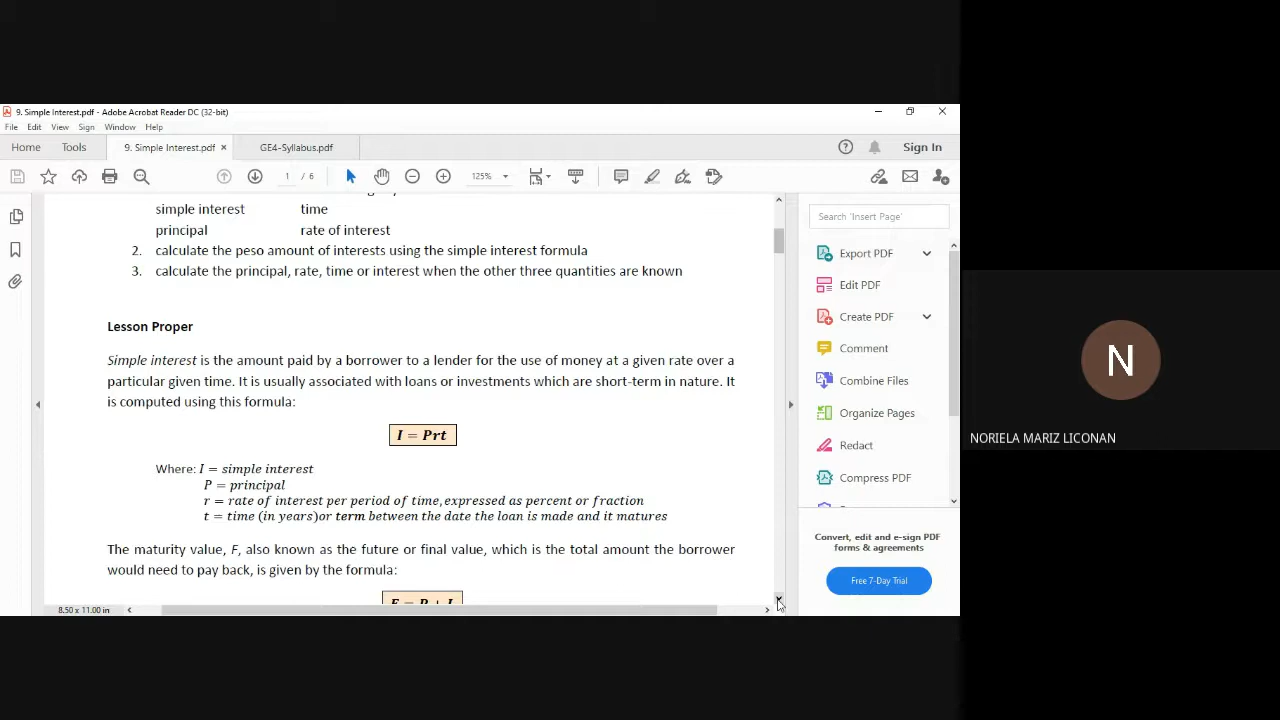 9. Simple Interest.pdf - Adobe Acrobat Reader DC (32-bit)
File Edit View Sign Window Help
Home Tools 9. Simple Interest.pdf × GE4-Syllabus.pdf Sign In
1 / 6 125%
simple interest time
principal rate of interest
2. calculate the peso amount of interests using the simple interest formula
3. calculate the principal, rate, time or interest when the other three quantities are known
Lesson Proper
Simple interest is the amount paid by a borrower to a lender for the use of money at a given rate over a
particular given time. It is usually associated with loans or investments which are short-term in nature. It
is computed using this formula:
I = Prt
Where: I = simple interest
P = principal
r = rate of interest per period of time, expressed as percent or fraction
t = time (in years)or term between the date the loan is made and it matures
The maturity value, F, also known as the future or final value, which is the total amount the borrower
would need to pay back, is given by the formula:
F = P + I
8.50 x 11.00 in
Search 'Insert Page'
Export PDF
Edit PDF
Create PDF
Comment
Combine Files
Organize Pages
Redact
Compress PDF
Convert, edit and e-sign PDF
forms & agreements
Free 7-Day Trial
N
NORIELA MARIZ LICONAN